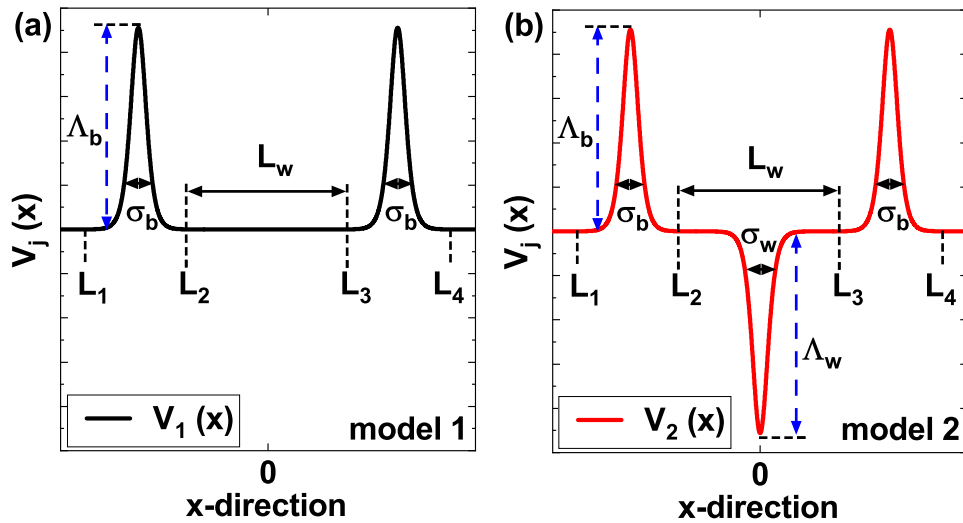 (a)
Λb
σb
Lw
σb
L1
L2
L3
L4
Vj (x)
V1 (x)
model 1
0
x-direction
(b)
Λb
σb
Lw
σb
σw
L1
L2
L3
L4
Λw
Vj (x)
V2 (x)
model 2
0
x-direction